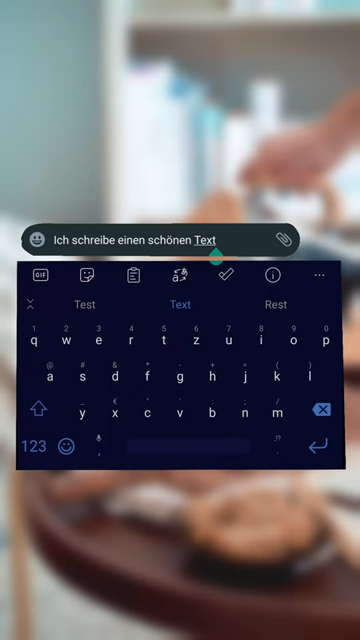 Ich schreibe einen schönen Text
GIF
Test Text Rest
1 2 3 4 5 6 7 8 9 0
q w e r t z u i o p
@ # & * - + = ( )
a s d f g h j k l
_ € " ' : ; /
y x c v b n m
123 , .
,!?